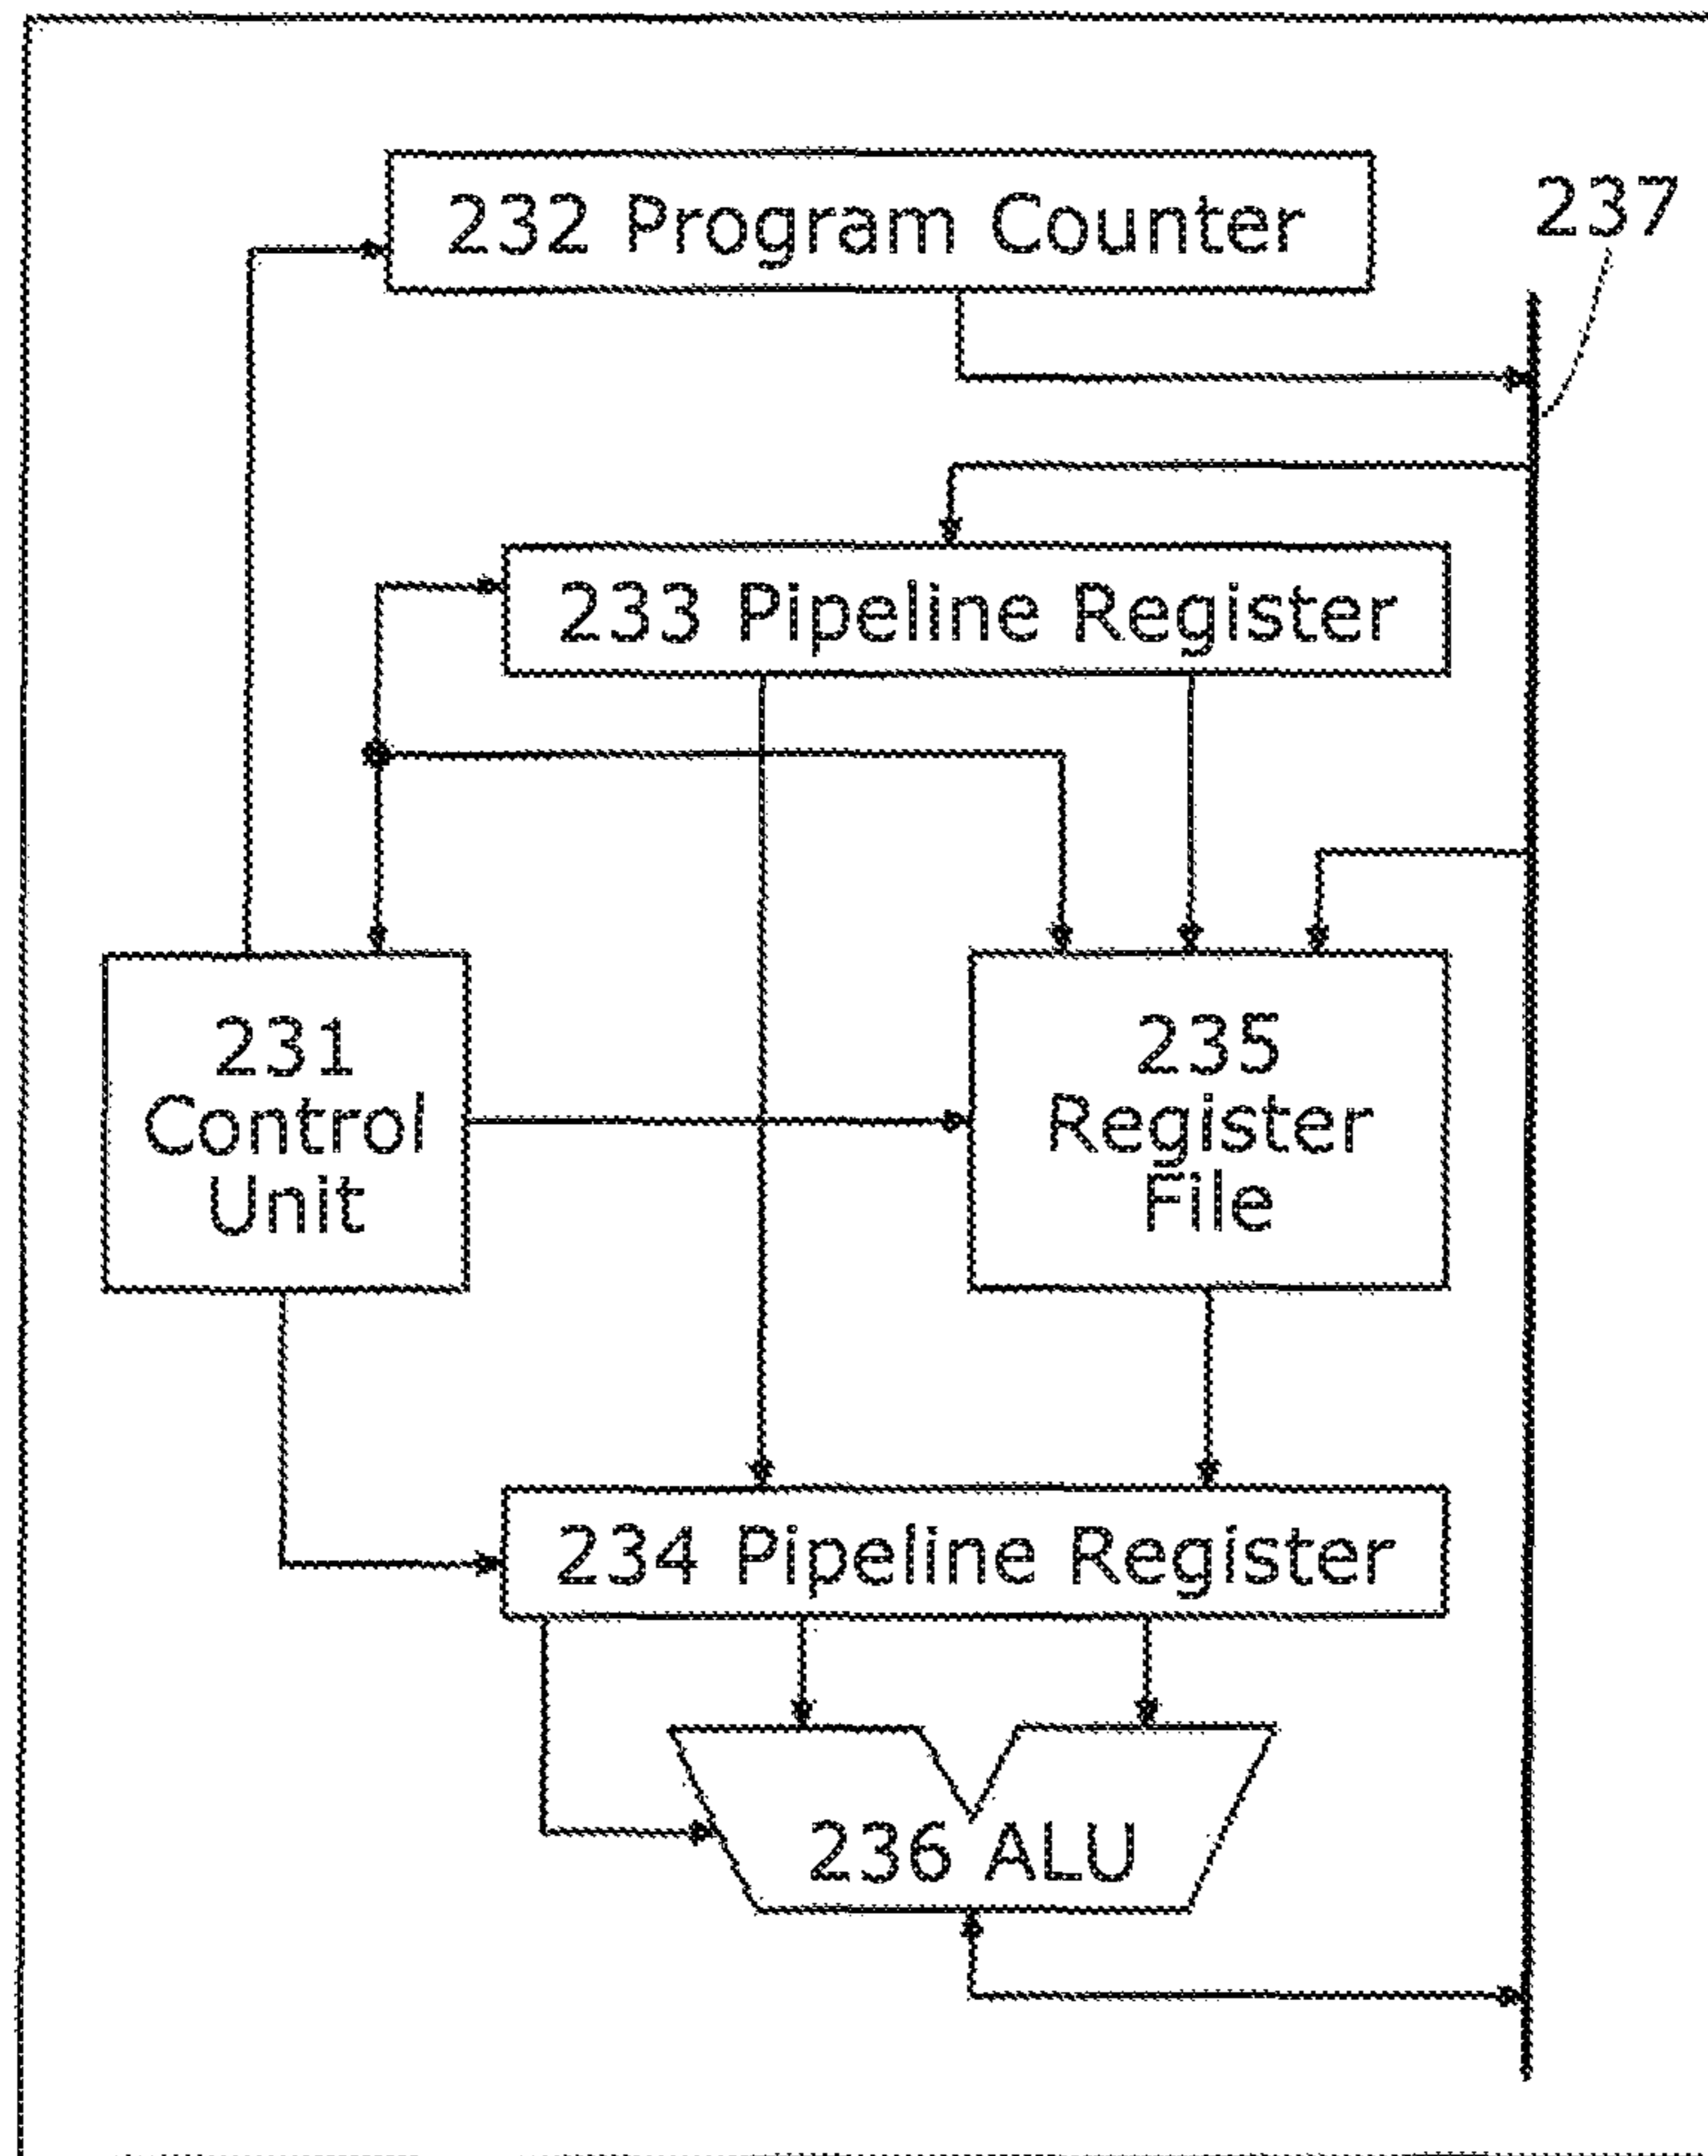 232 Program Counter
237
233 Pipeline Register
231
Control
Unit
235
Register
File
234 Pipeline Register
236 ALU